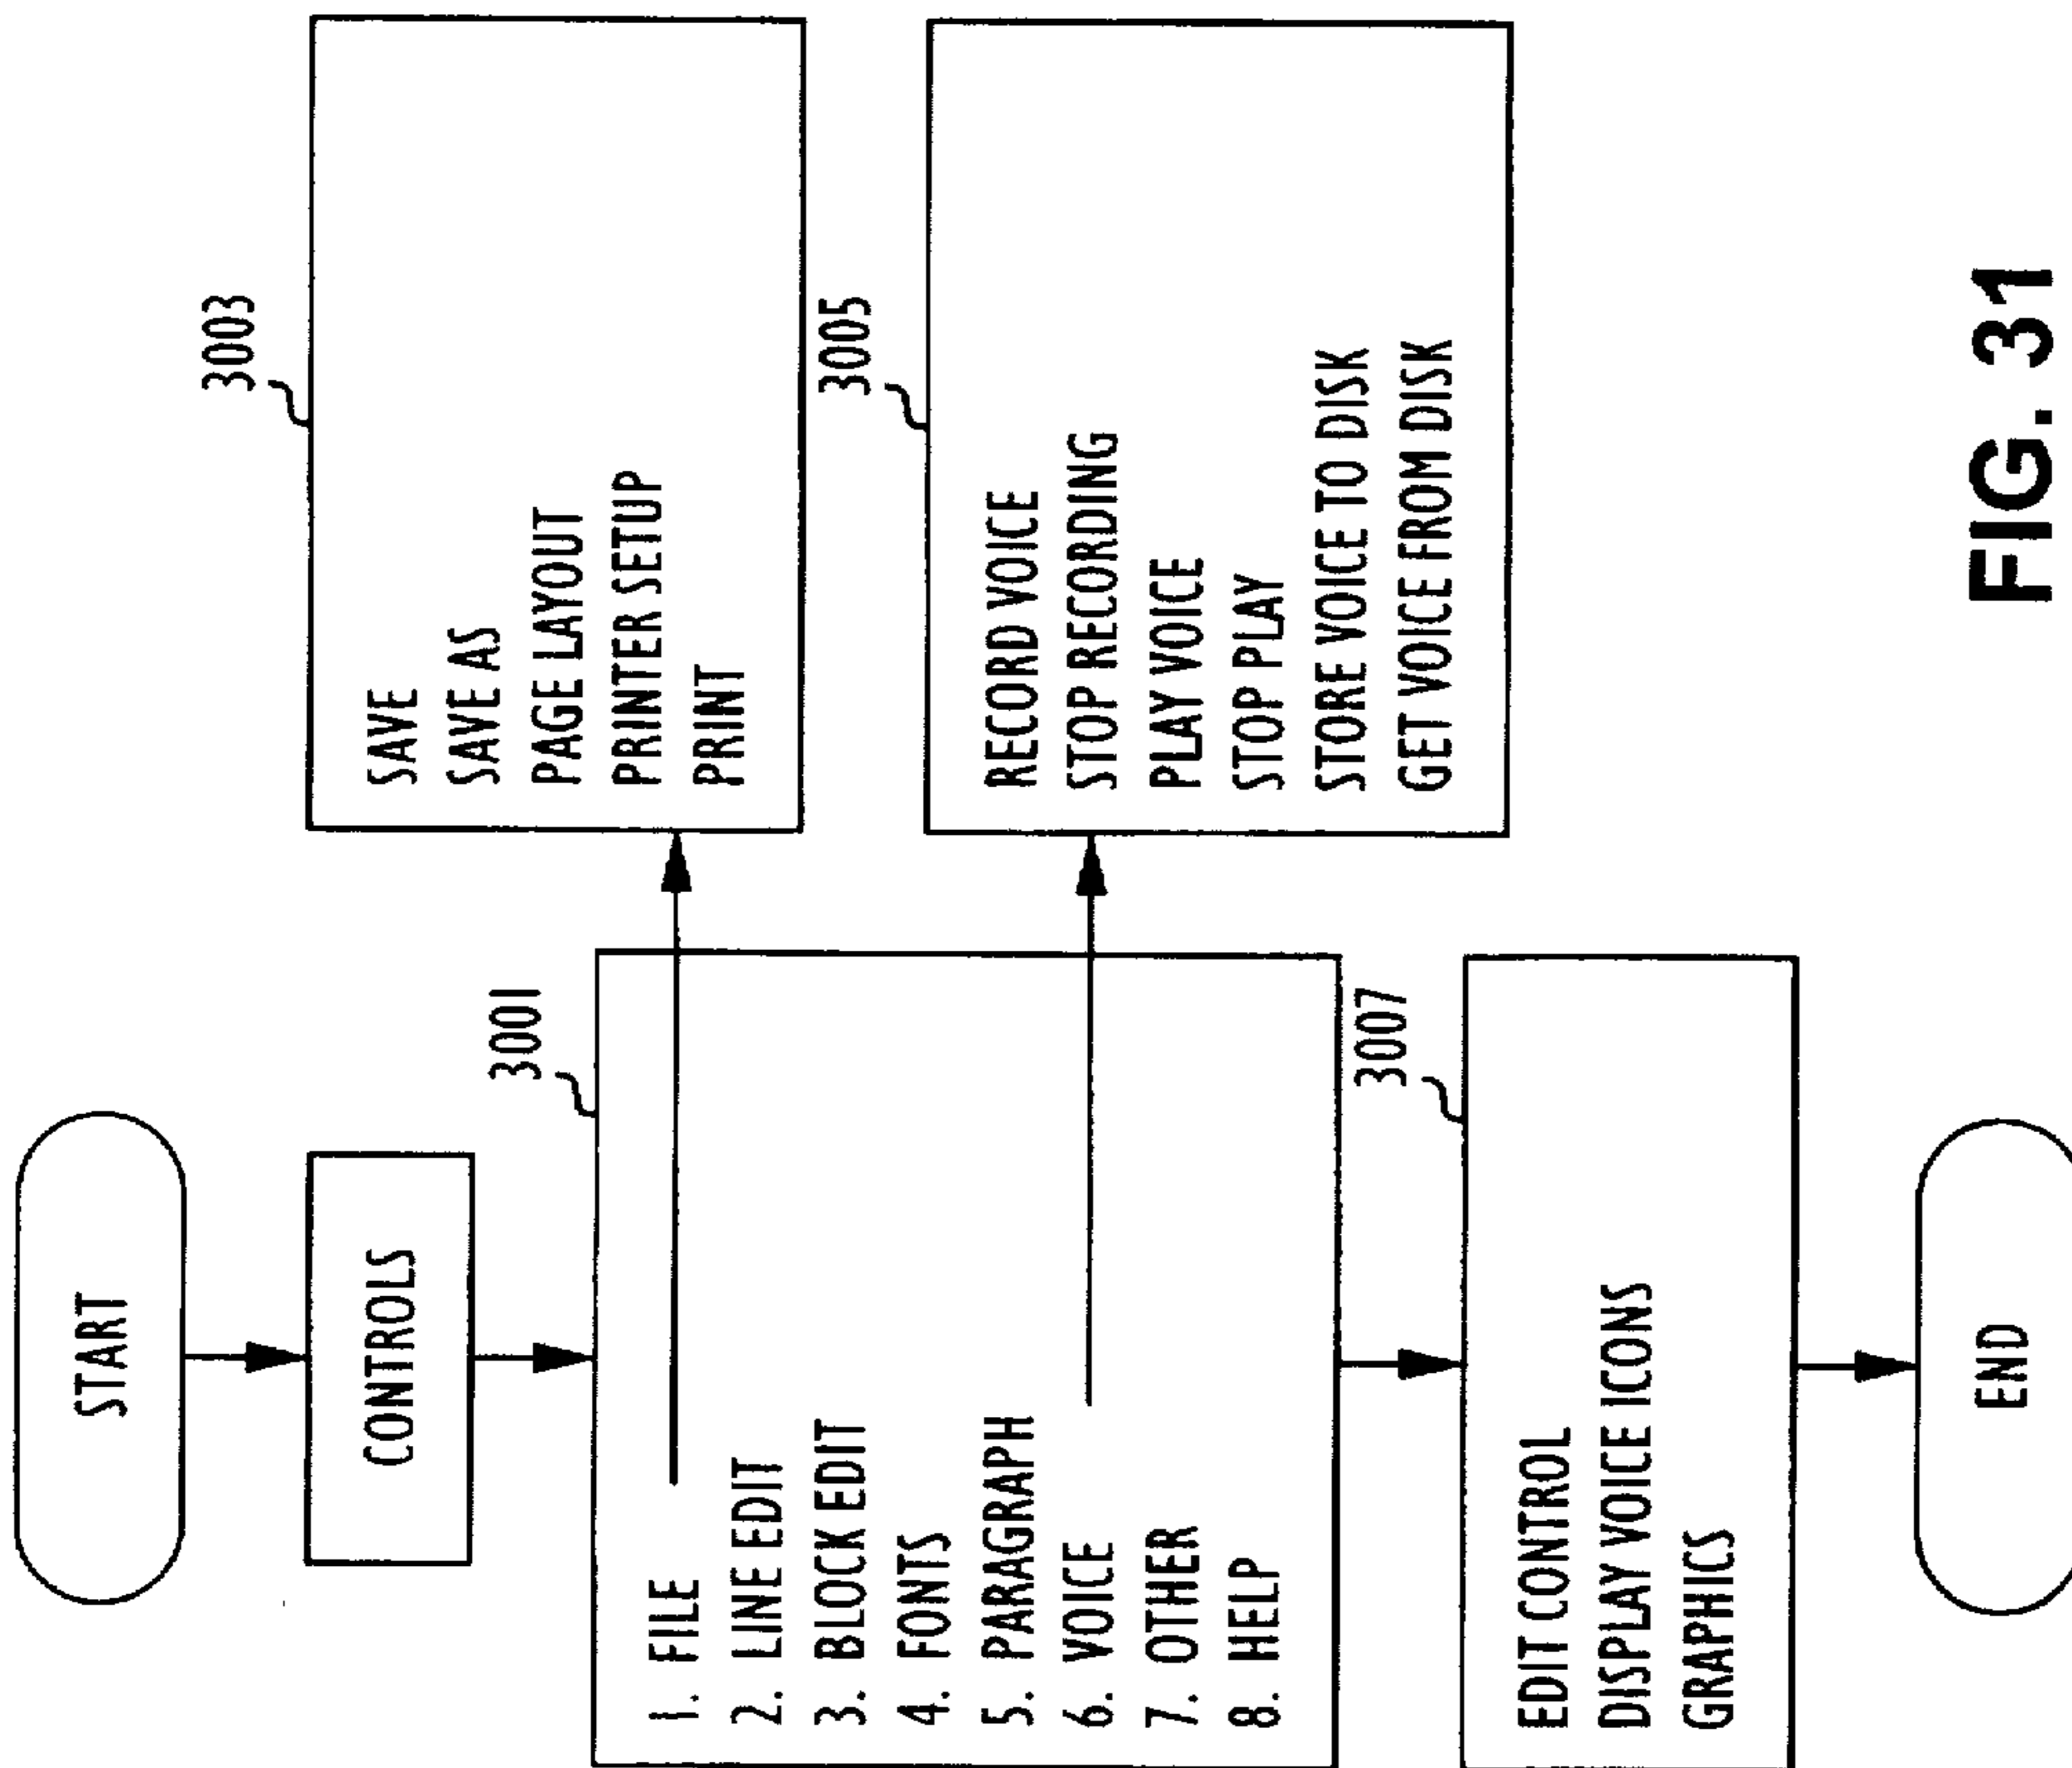 START
CONTROLS
3001
1. FILE
2. LINE EDIT
3. BLOCK EDIT
4. FONTS
5. PARAGRAPH
6. VOICE
7. OTHER
8. HELP
3003
SAVE
SAVE AS
PAGE LAYOUT
PRINTER SETUP
PRINT
3005
RECORD VOICE
STOP RECORDING
PLAY VOICE
STOP PLAY
STORE VOICE TO DISK
GET VOICE FROM DISK
3007
EDIT CONTROL
DISPLAY VOICE ICONS
GRAPHICS
END
FIG. 31